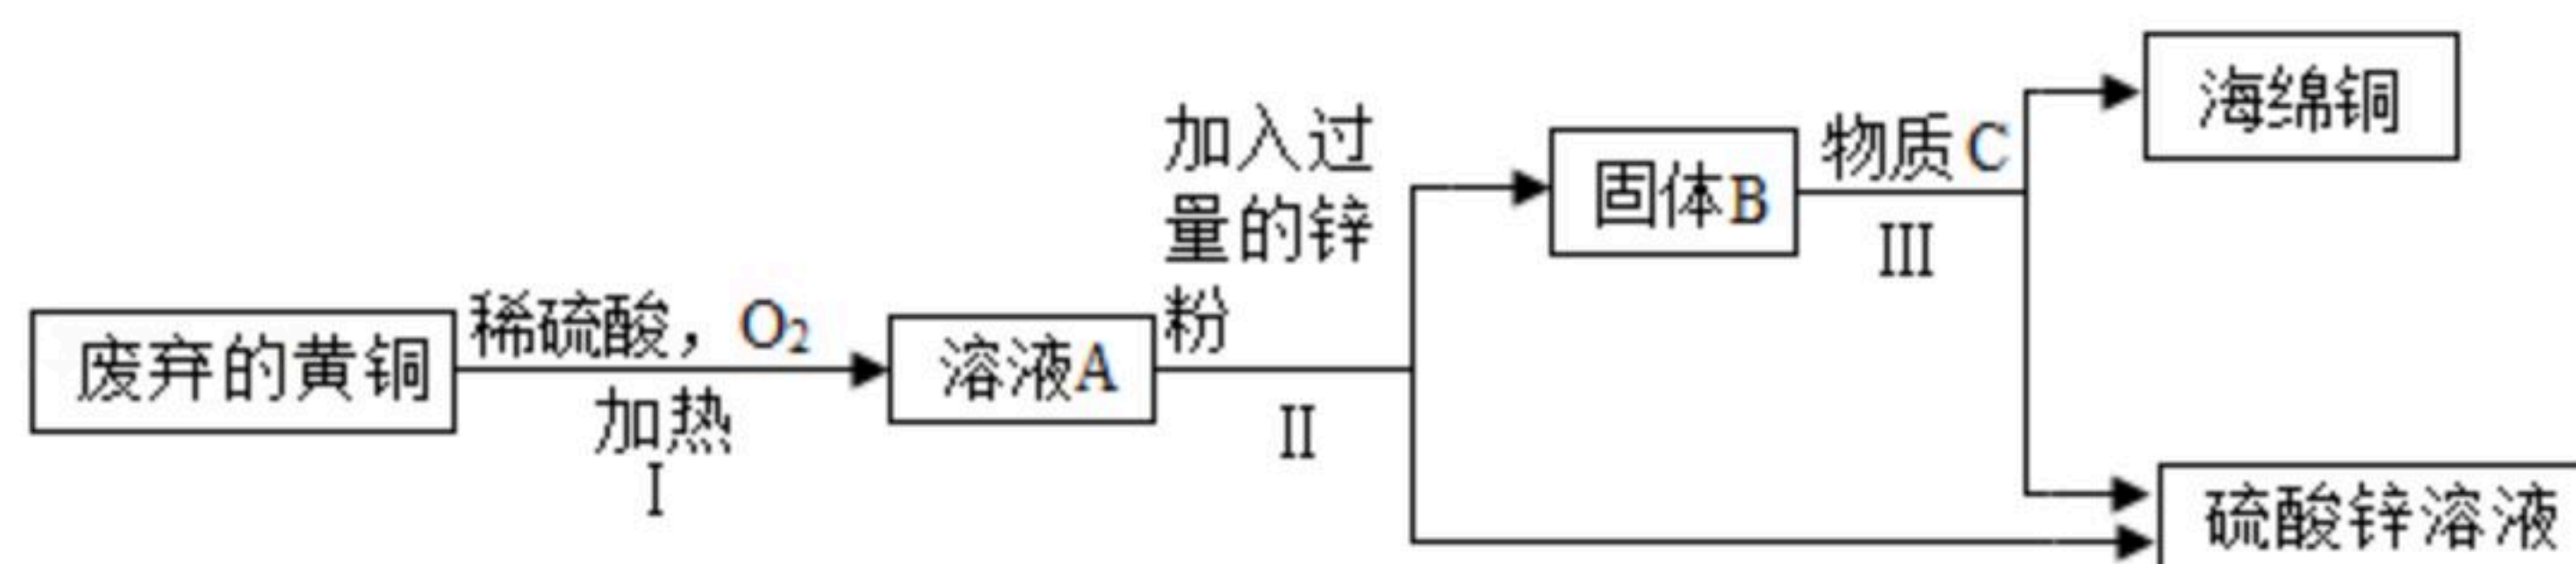 废弃的黄铜
稀硫酸，O₂
加热
I
溶液A
加入过
量的锌
粉
II
固体B
物质C
III
海绵铜
硫酸锌溶液